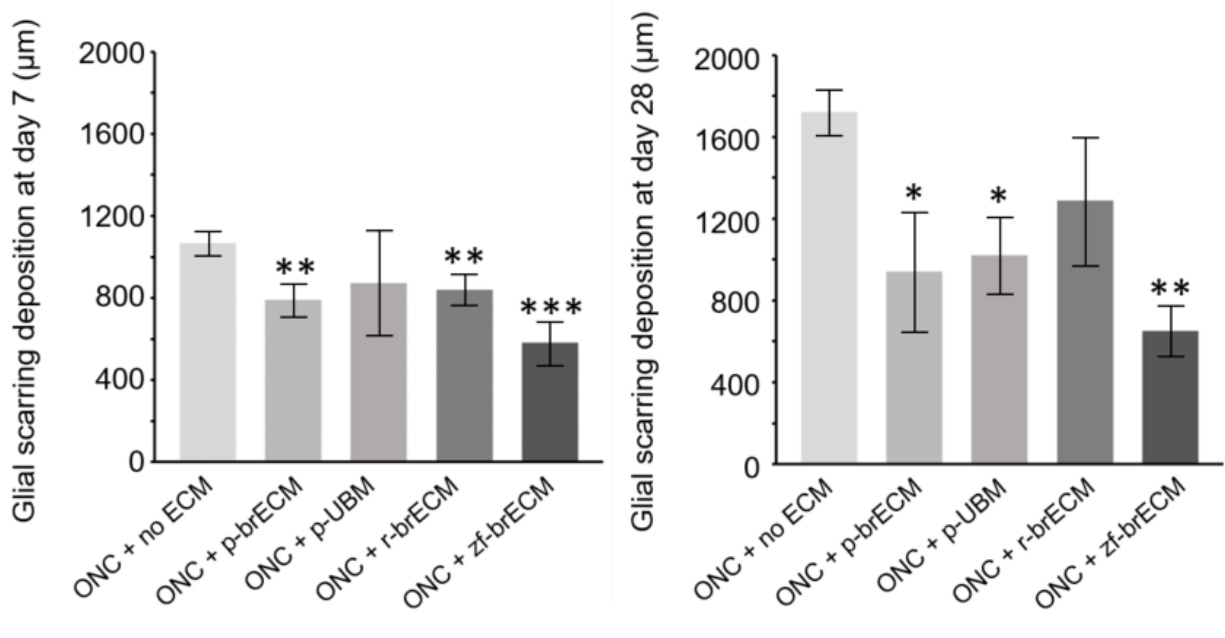 Glial scarring deposition at day 7 (µm)
2000
1600
1200
800
400
0
**
**
***
ONC + no ECM
ONC + p-brECM
ONC + p-UBM
ONC + r-brECM
ONC + zf-brECM
Glial scarring deposition at day 28 (µm)
2000
1600
1200
800
400
0
*
*
**
ONC + no ECM
ONC + p-brECM
ONC + p-UBM
ONC + r-brECM
ONC + zf-brECM